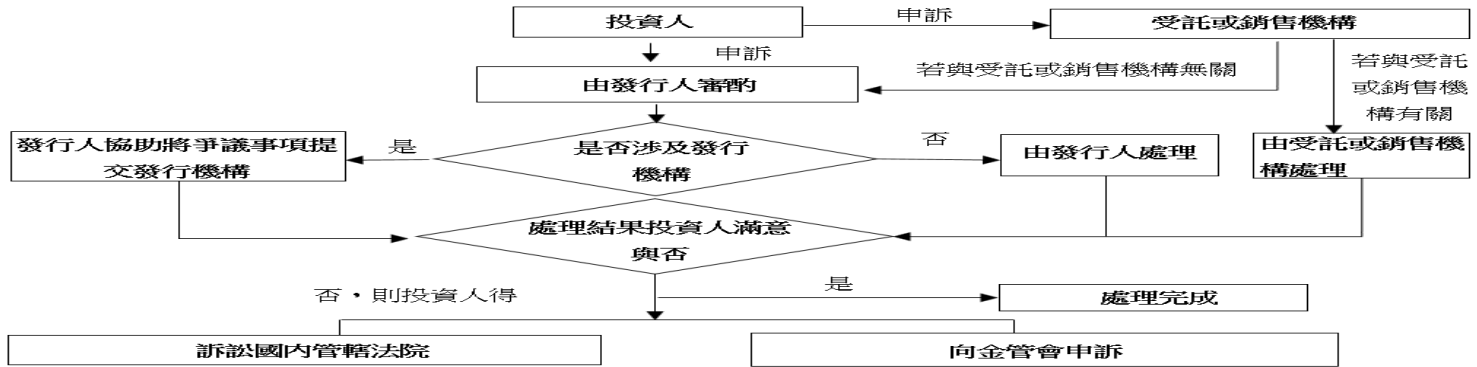 投資人
申訴
受託或銷售機構
申訴
若與受託或銷售機構無關
若與受託
或銷售機
構有關
由發行人審酌
發行人協助將爭議事項提
交發行機構
是
是否涉及發行
機構
否
由發行人處理
由受託或銷售機
構處理
處理結果投資人滿意
與否
否，則投資人得
是
處理完成
訴訟國內管轄法院
向金管會申訴